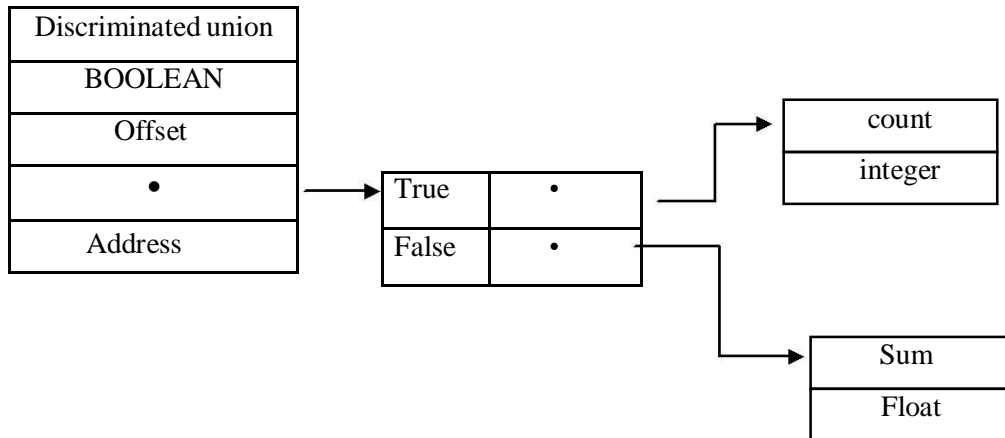 Discriminated union
BOOLEAN
Offset
•
Address
True •
False •
count
integer
Sum
Float